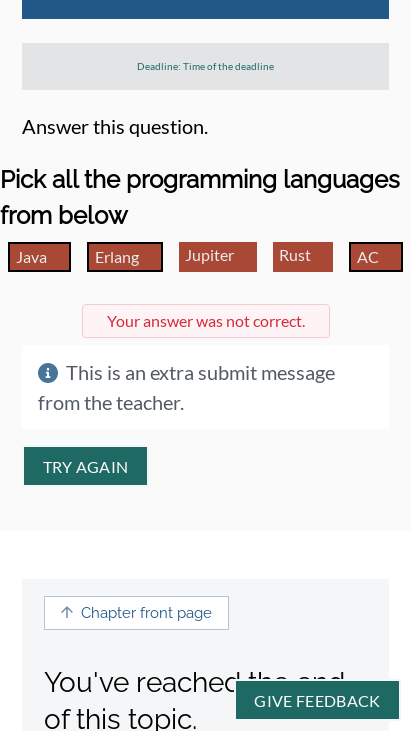 Deadline: Time of the deadline
Answer this question.
Pick all the programming languages
from below
Java Erlang Jupiter Rust AC
Your answer was not correct.
This is an extra submit message
from the teacher.
TRY AGAIN
Chapter front page
You've reached the end
of this topic.
GIVE FEEDBACK